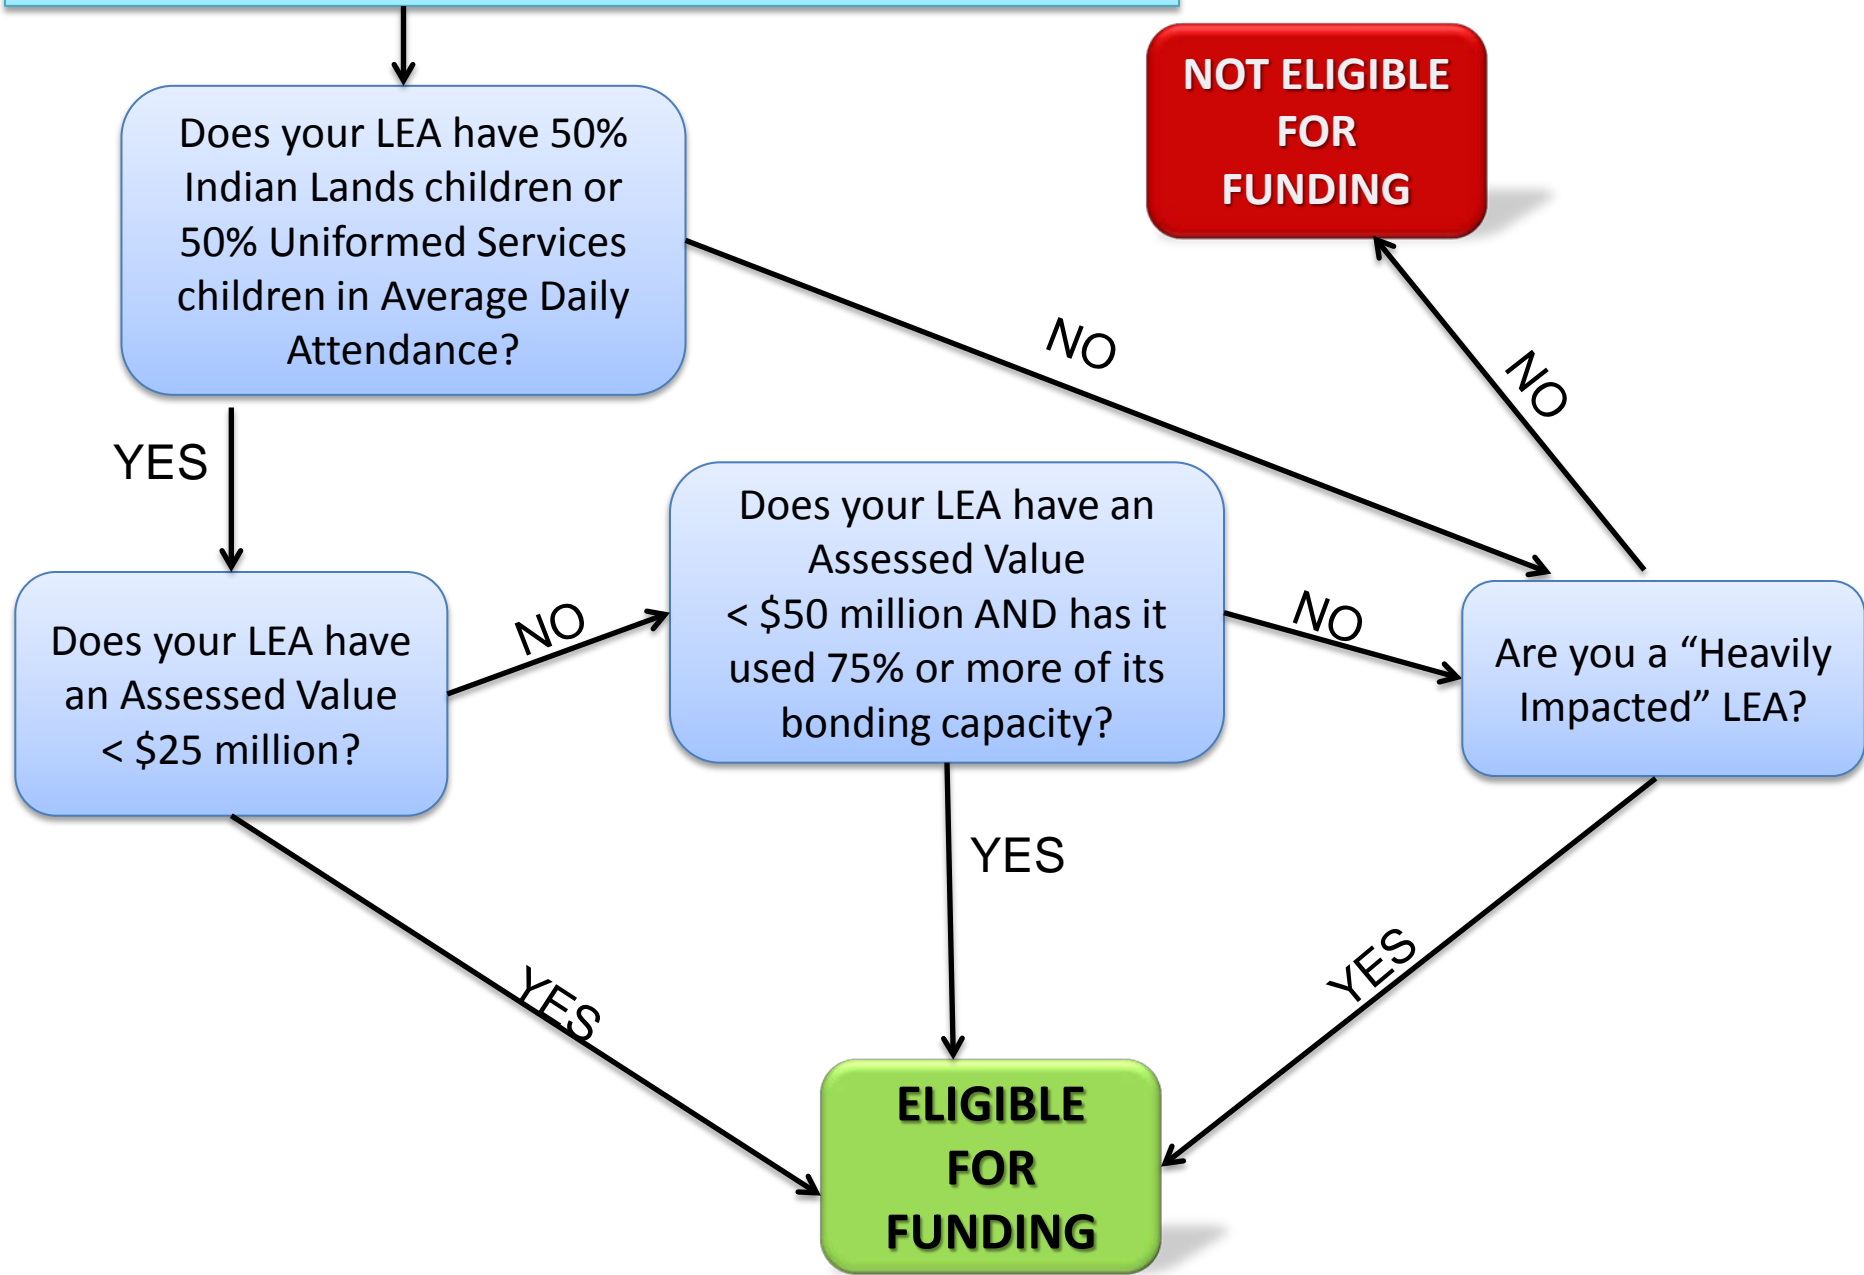 NOT ELIGIBLE
FOR
FUNDING
Does your LEA have 50%
Indian Lands children or
50% Uniformed Services
children in Average Daily
Attendance?
NO
NO
YES
Does your LEA have an
Assessed Value
< $50 million AND has it
used 75% or more of its
bonding capacity?
Does your LEA have
an Assessed Value
< $25 million?
NO
NO
Are you a “Heavily
Impacted” LEA?
YES
YES
YES
ELIGIBLE
FOR
FUNDING